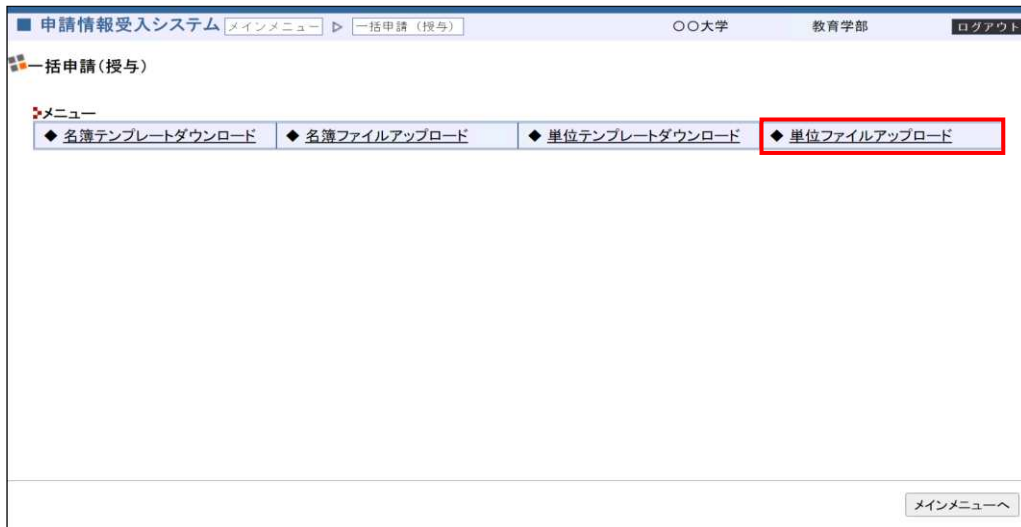 ■ 申請情報受入システム メインメニュー ▷ 一括申請（授与） 〇〇大学 教育学部 ログアウト
一括申請（授与）
メニュー
◆ 名簿テンプレートダウンロード ◆ 名簿ファイルアップロード ◆ 単位テンプレートダウンロード ◆ 単位ファイルアップロード
メインメニューへ